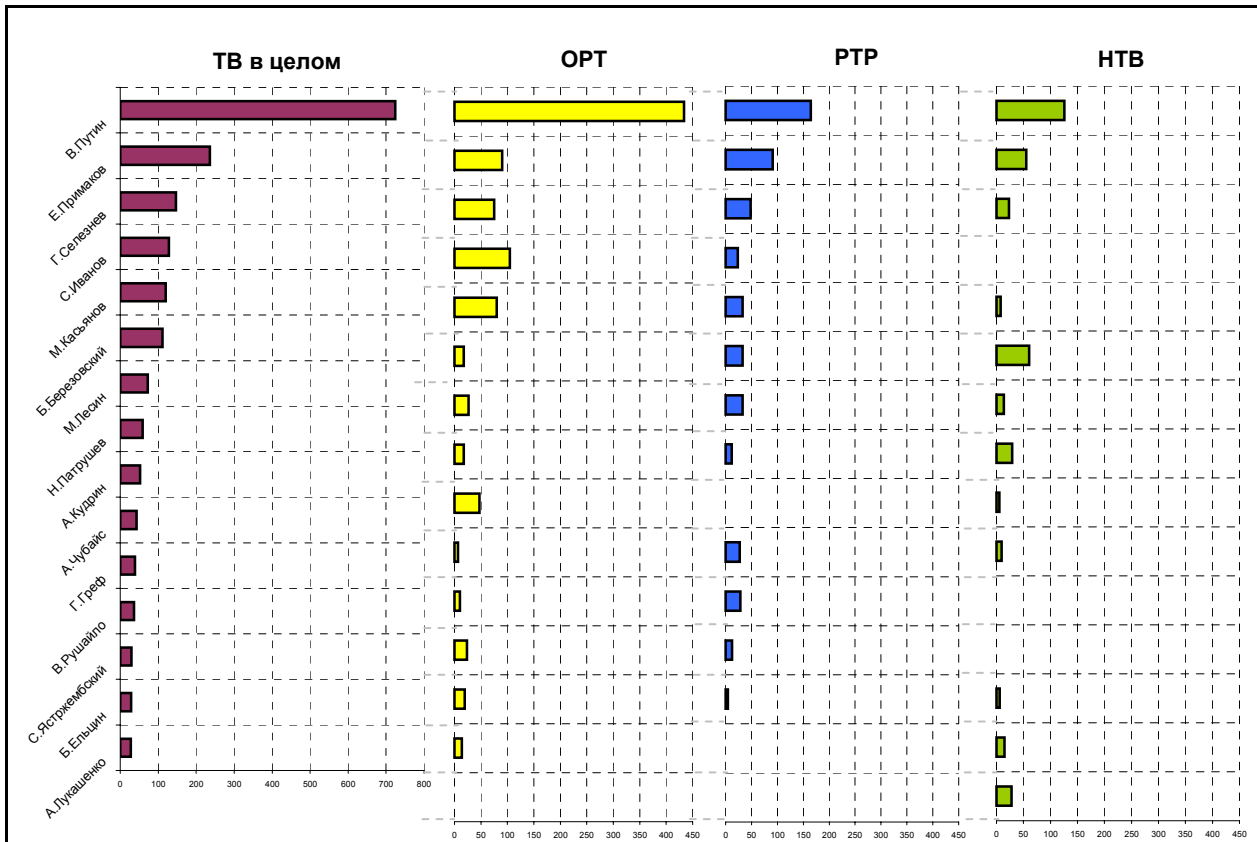 ТВ в целом
ОРТ
РТР
НТВ
В.Путин
Е.Примаков
Г.Селезнев
С.Иванов
М.Касьянов
Б.Березовский
М.Лесин
Н.Патрушев
А.Кудрин
А.Чубайс
Г.Греф
В.Рушайло
С.Ястржембский
Б.Ельцин
А.Лукашенко
0 100 200 300 400 500 600 700 800
0 50 100 150 200 250 300 350 400 450
0 50 100 150 200 250 300 350 400 450
0 50 100 150 200 250 300 350 400 450